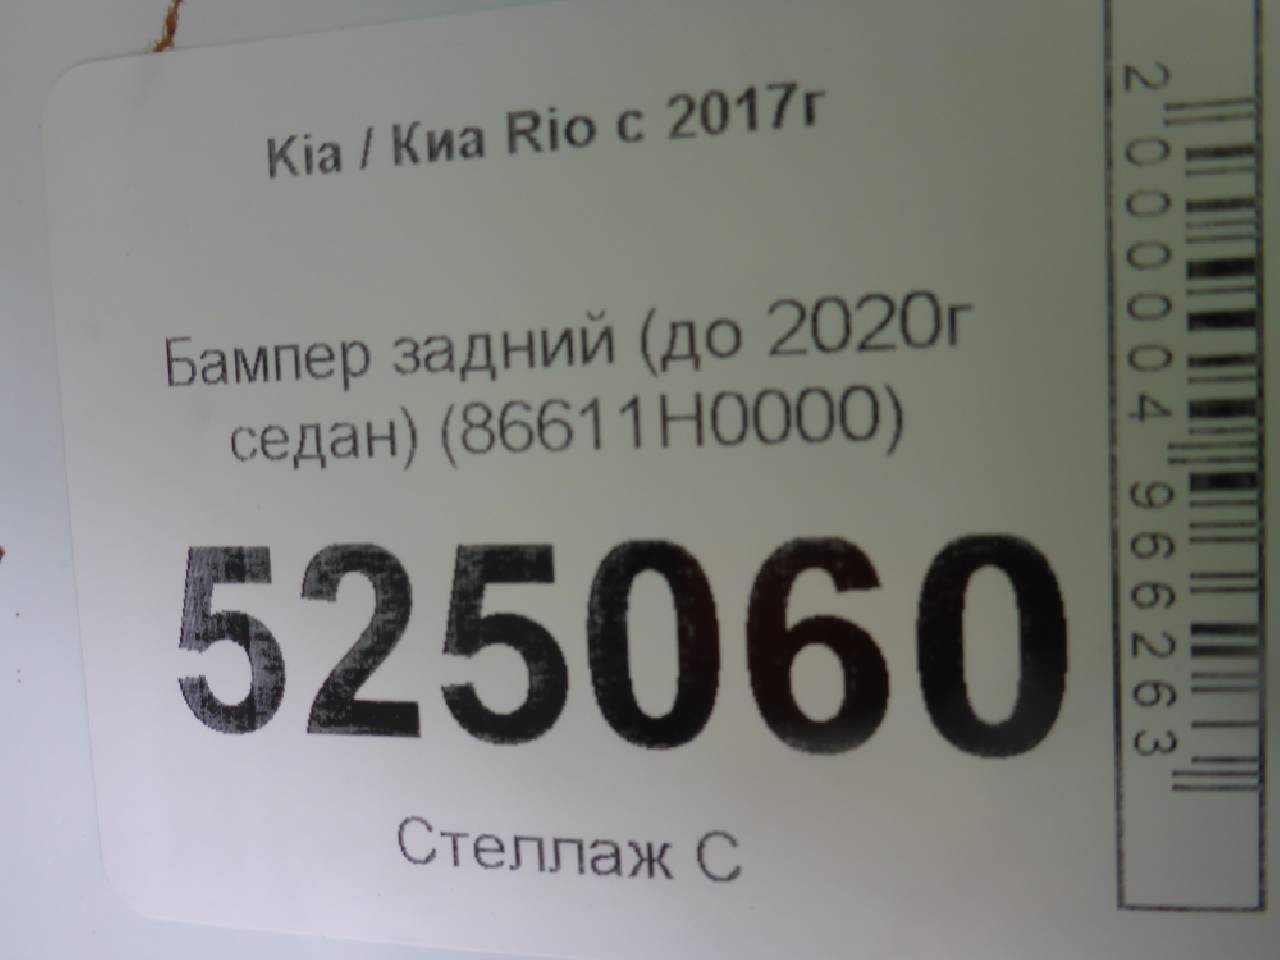 Kia / Киа Rio с 2017г
Бампер задний (до 2020г
седан) (86611H0000)
525060
Стеллаж С
2000004966263